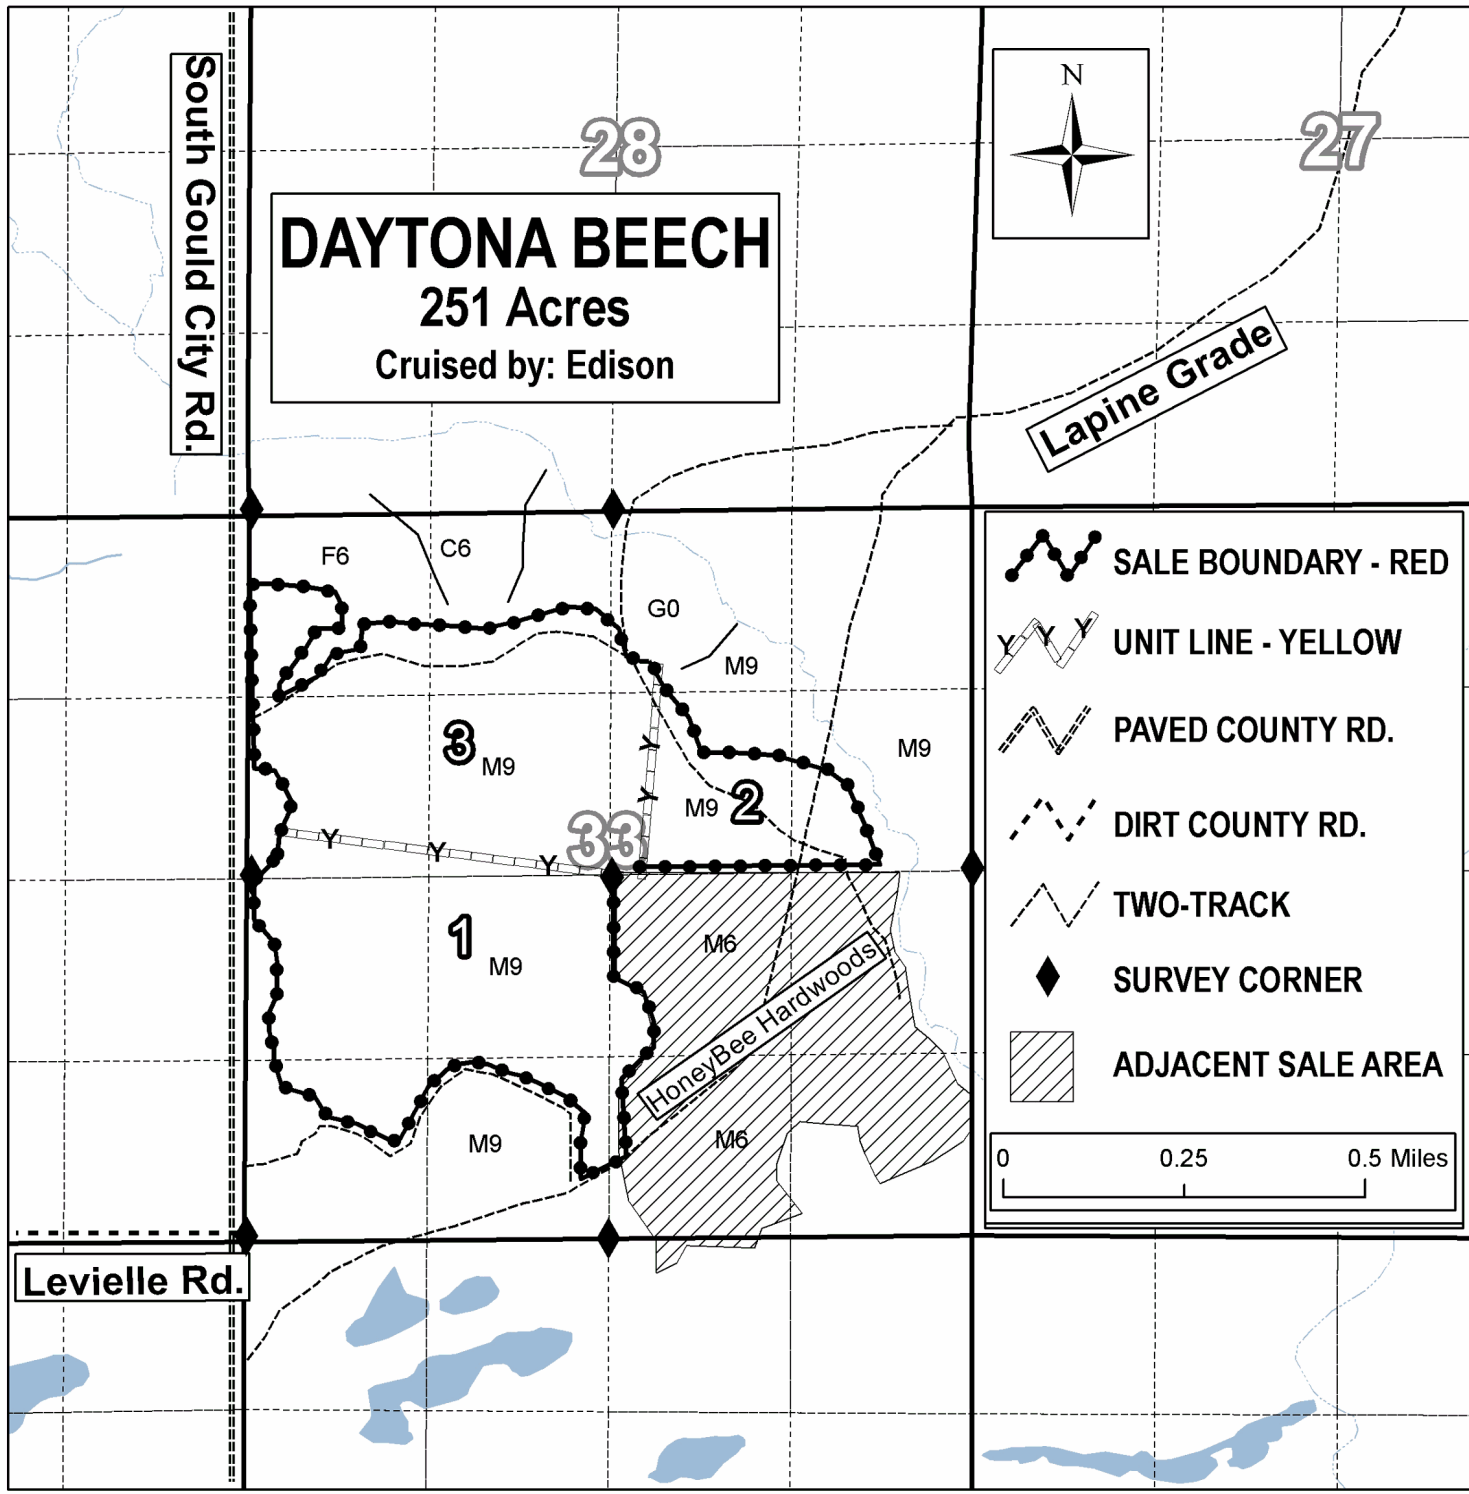 South Gould City Rd.
28
27
N
DAYTONA BEECH
251 Acres
Cruised by: Edison
Lapine Grade
F6
C6
G0
M9
M9
3
M9
M9
2
33
Y
Y
Y
Y
Y
1
M9
M6
HoneyBee Hardwoods
M9
M6
Levielle Rd.
SALE BOUNDARY - RED
Y Y Y
UNIT LINE - YELLOW
PAVED COUNTY RD.
DIRT COUNTY RD.
TWO-TRACK
SURVEY CORNER
ADJACENT SALE AREA
0 0.25 0.5 Miles